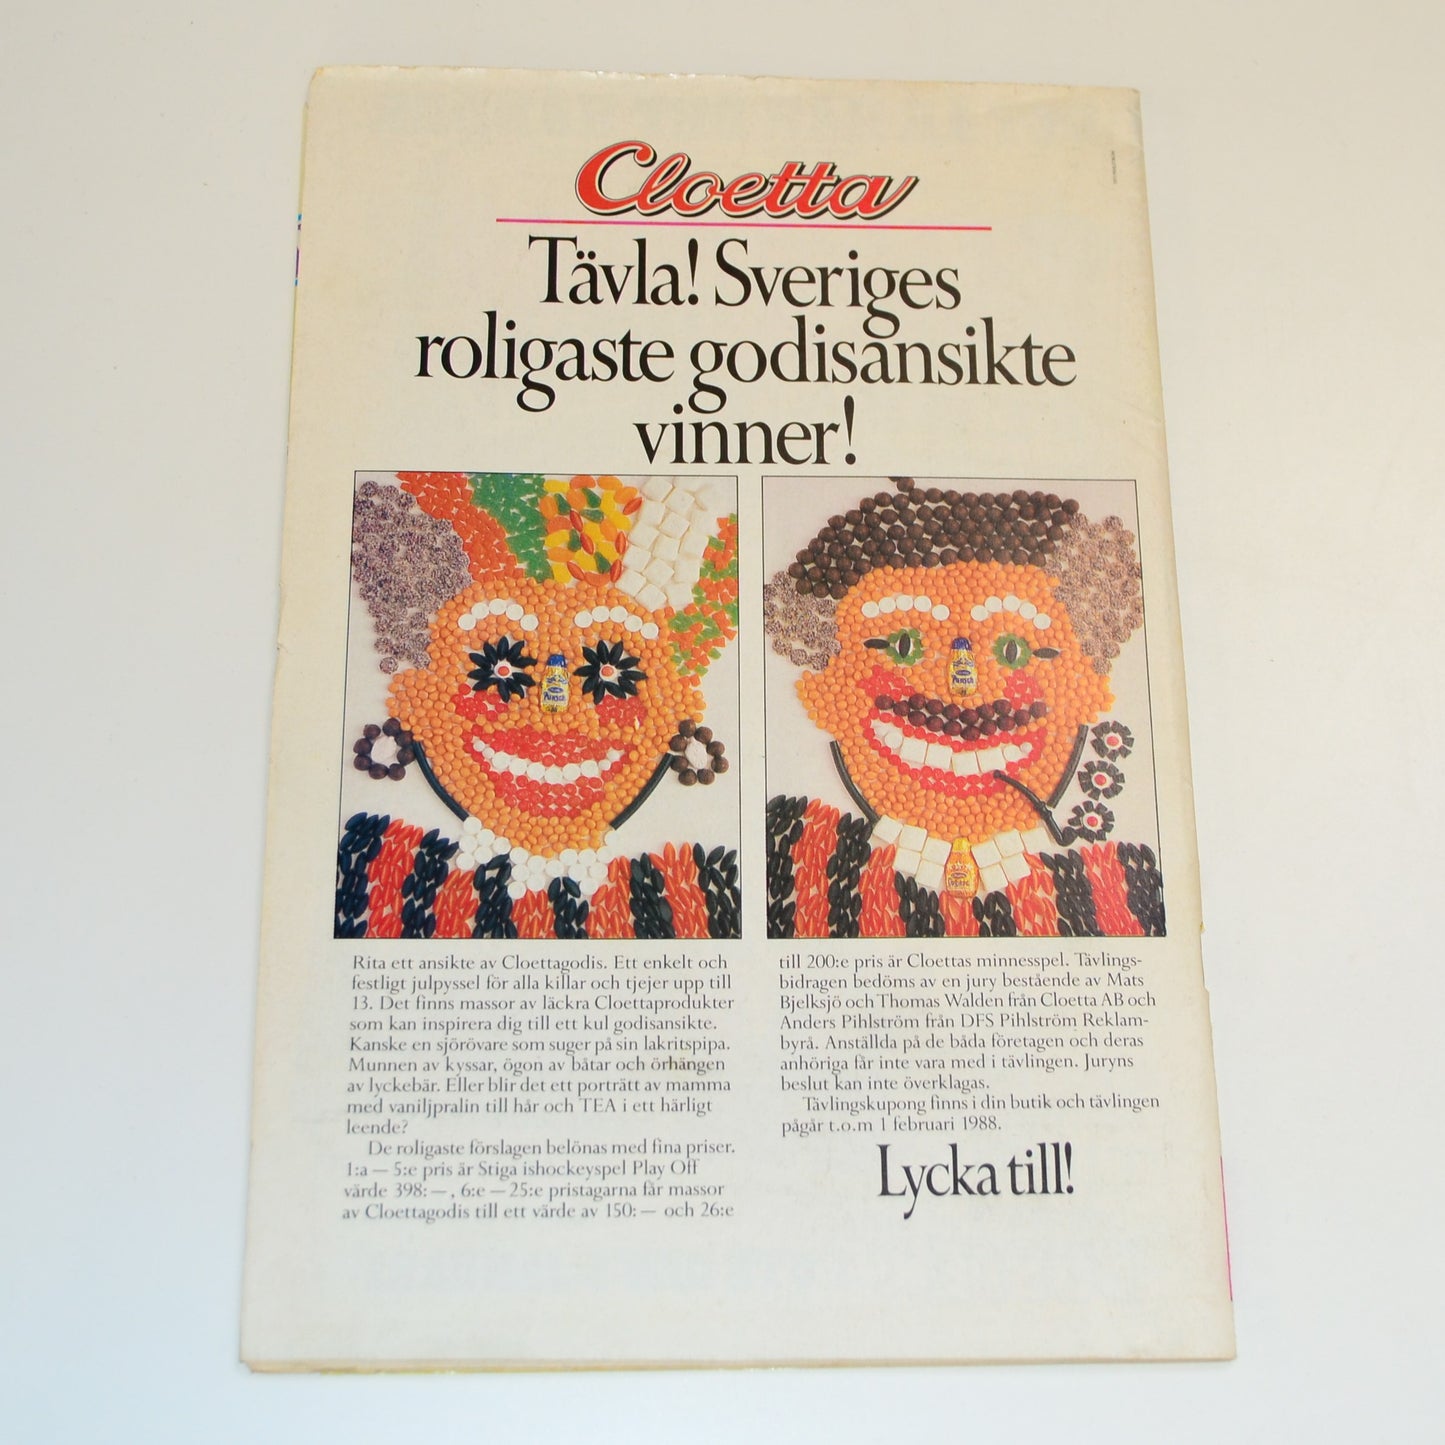 Cloetta
Tävla! Sveriges
roligaste godisansikte
vinner!
Rita ett ansikte av Cloettagodis. Ett enkelt och
festligt julpyssel för alla killar och tjejer upp till
13. Det finns massor av läckra Cloettaprodukter
som kan inspirera dig till ett kul godisansikte.
Kanske en sjörövare som suger på sin lakritspipa.
Munnen av kyssar, ögon av båtar och örhängen
av lyckebär. Eller blir det ett porträtt av mamma
med vaniljpralin till hår och TEA i ett härligt
leende?
De roligaste förslagen belönas med fina priser.
1:a — 5:e pris är Stiga ishockeyspel Play Off
värde 398: —, 6:e — 25:e pristagarna får massor
av Cloettagodis till ett värde av 150: — och 26:e
till 200:e pris är Cloettas minnesspel. Tävlings-
bidragen bedöms av en jury bestående av Mats
Bjelksjö och Thomas Walden från Cloetta AB och
Anders Pihlström från DFS Pihlström Reklam-
byrå. Anställda på de båda företagen och deras
anhöriga får inte vara med i tävlingen. Juryns
beslut kan inte överklagas.
Tävlingskupong finns i din butik och tävlingen
pågår t.o.m 1 februari 1988.
Lycka till!